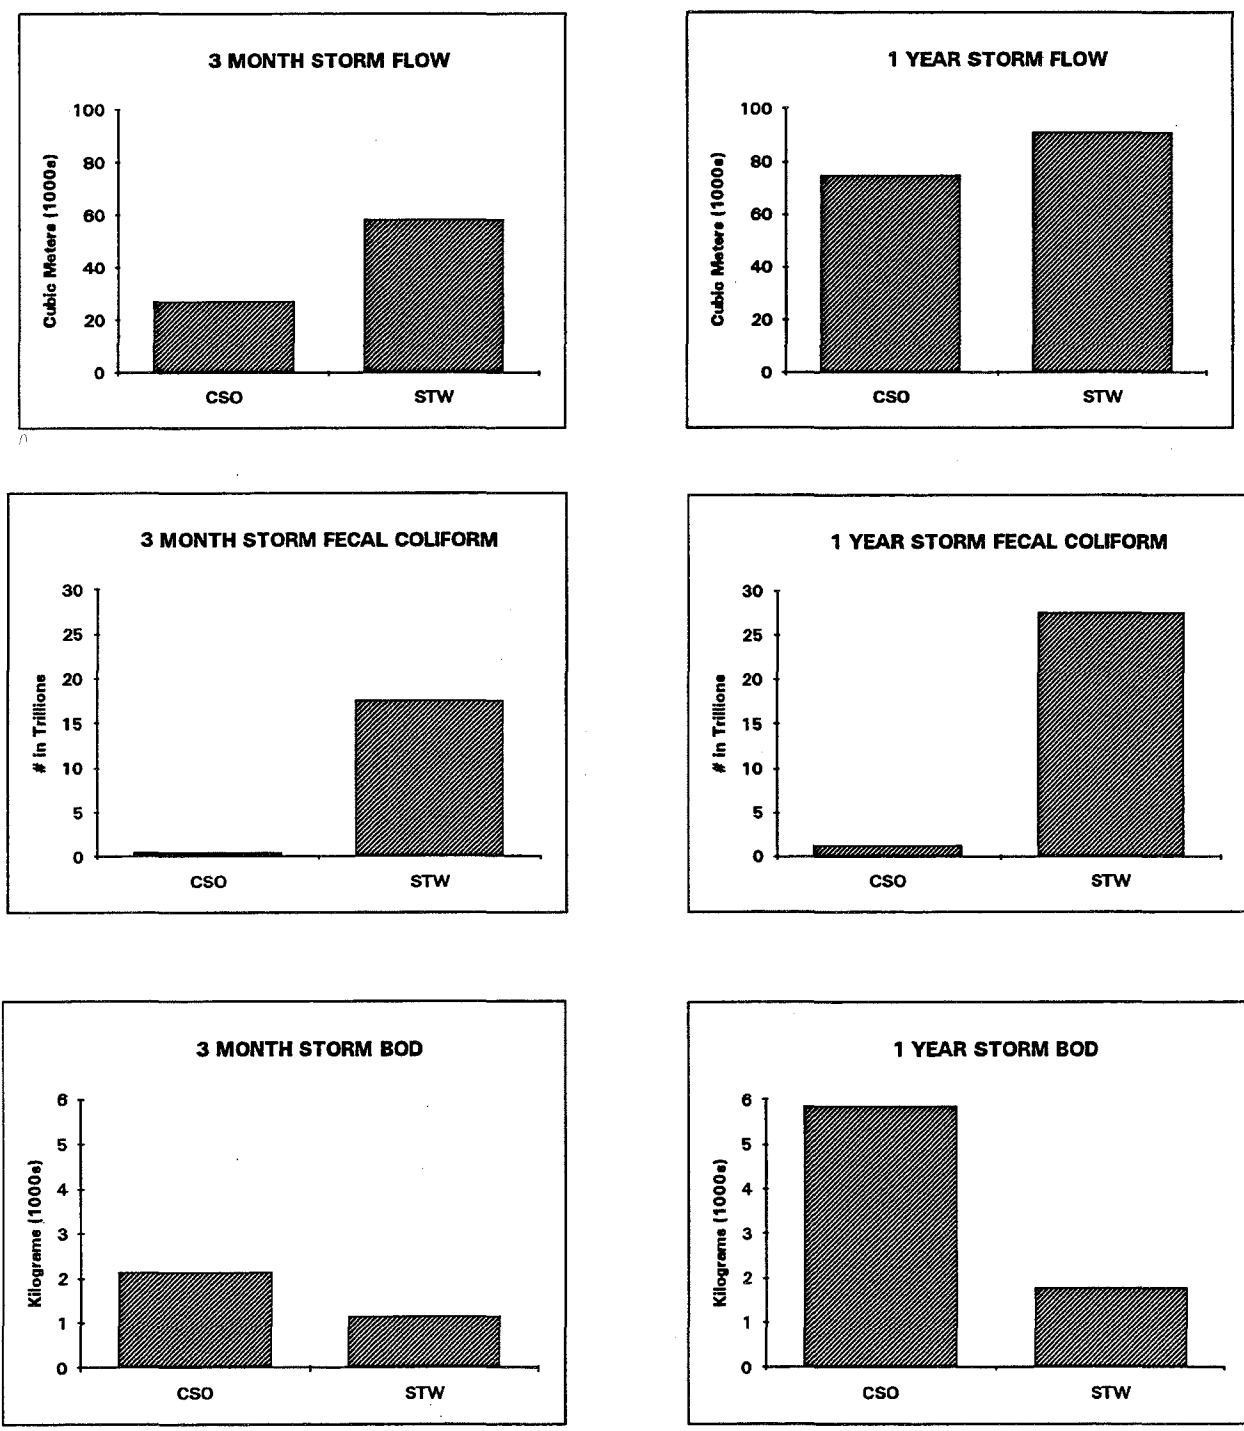 3 MONTH STORM FLOW
Cubic Meters (1000s)
100
80
60
40
20
0
CSO STW
1 YEAR STORM FLOW
Cubic Meters (1000s)
100
80
60
40
20
0
CSO STW
3 MONTH STORM FECAL COLIFORM
# in Trillions
30
25
20
15
10
5
0
CSO STW
1 YEAR STORM FECAL COLIFORM
# in Trillions
30
25
20
15
10
5
0
CSO STW
3 MONTH STORM BOD
Kilograms (1000s)
6
5
4
3
2
1
0
CSO STW
1 YEAR STORM BOD
Kilograms (1000s)
6
5
4
3
2
1
0
CSO STW